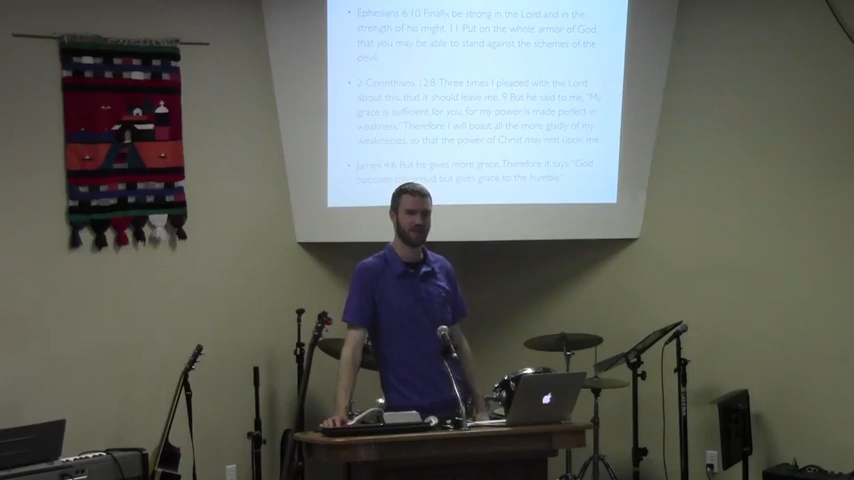 • Ephesians 6:10 Finally, be strong in the Lord and in the
strength of his might. 11 Put on the whole armor of God,
that you may be able to stand against the schemes of the
devil.
• 2 Corinthians 12:8 Three times I pleaded with the Lord
about this, that it should leave me. 9 But he said to me, "My
grace is sufficient for you, for my power is made perfect in
weakness." Therefore I will boast all the more gladly of my
weaknesses, so that the power of Christ may rest upon me.
• James 4:6 But he gives more grace. Therefore it says, "God
opposes the proud but gives grace to the humble."